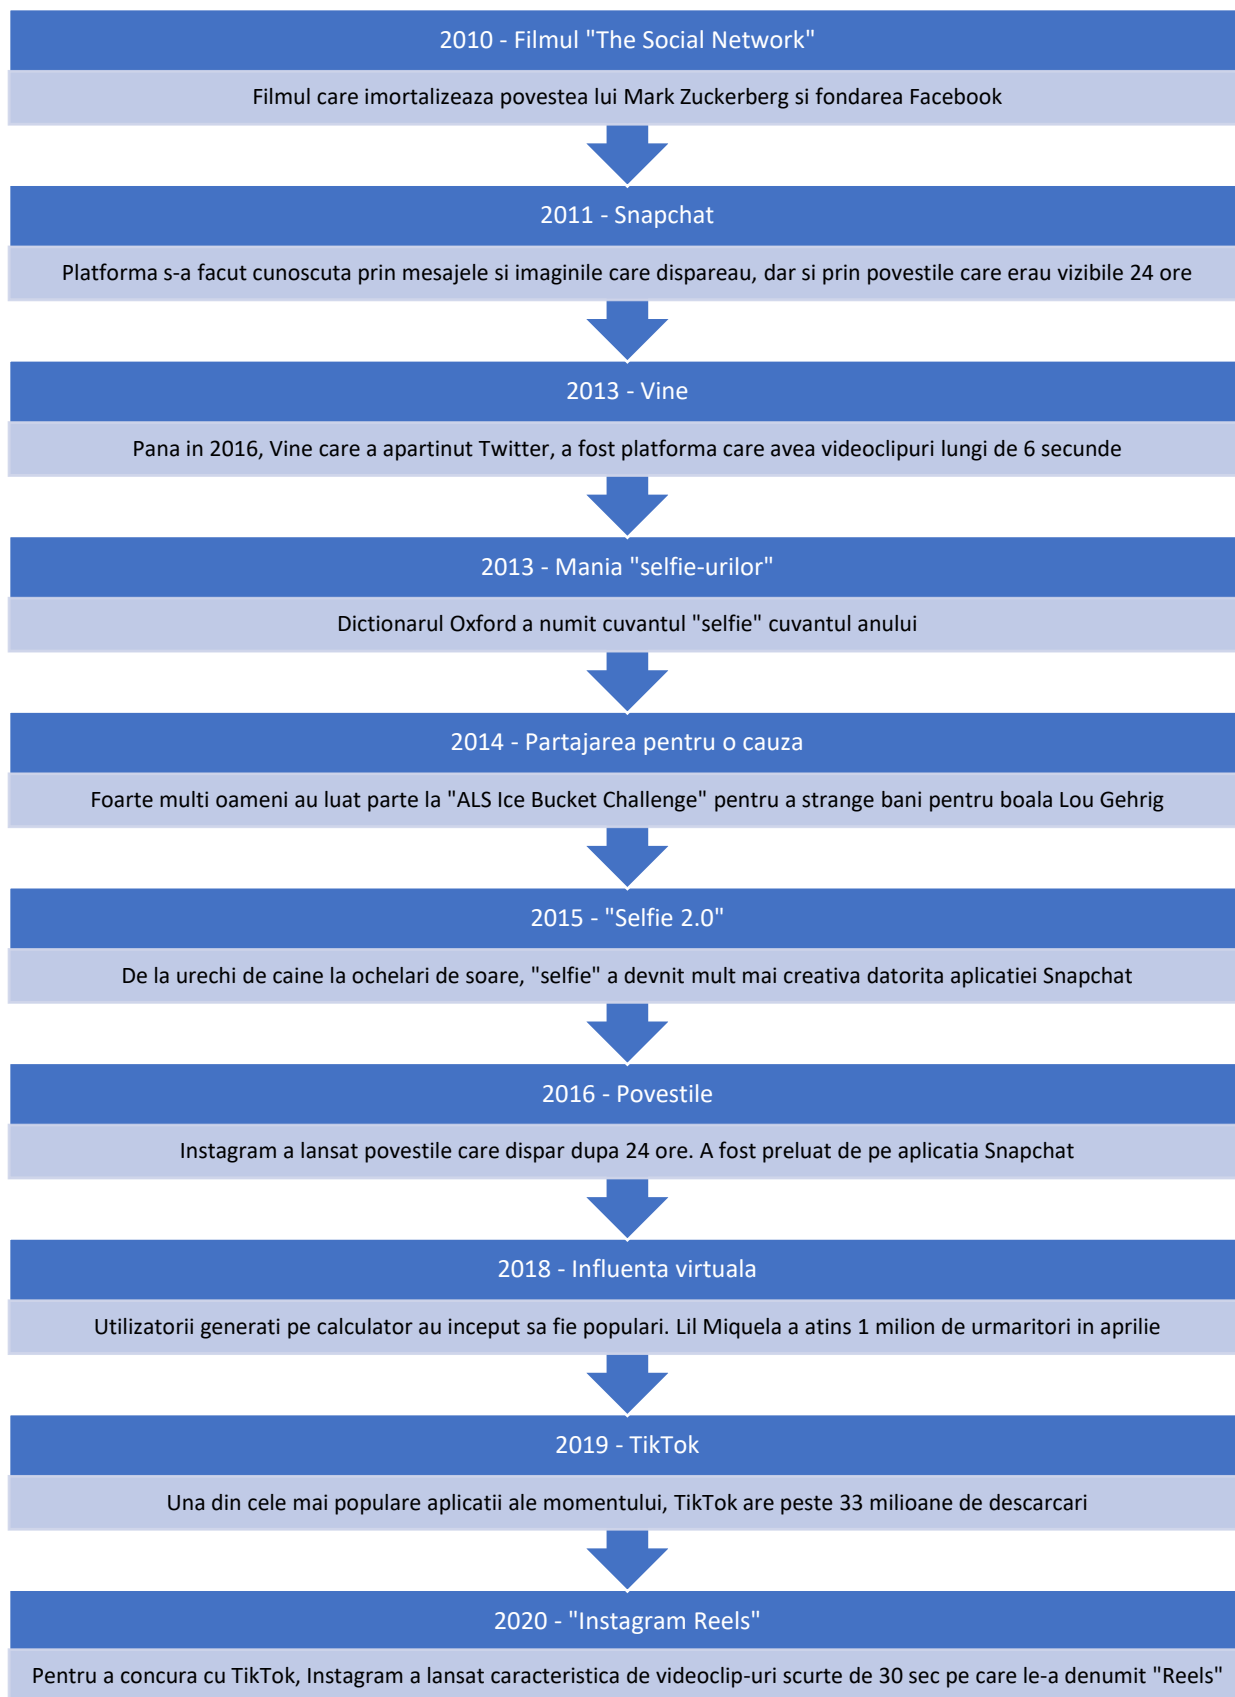 2010 - Filmul "The Social Network"
Filmul care imortalizeaza povestea lui Mark Zuckerberg si fondarea Facebook
2011 - Snapchat
Platforma s-a facut cunoscuta prin mesajele si imaginile care dispareau, dar si prin povestile care erau vizibile 24 ore
2013 - Vine
Pana in 2016, Vine care a apartinut Twitter, a fost platforma care avea videoclipuri lungi de 6 secunde
2013 - Mania "selfie-urilor"
Dictionarul Oxford a numit cuvantul "selfie" cuvantul anului
2014 - Partajarea pentru o cauza
Foarte multi oameni au luat parte la "ALS Ice Bucket Challenge" pentru a strange bani pentru boala Lou Gehrig
2015 - "Selfie 2.0"
De la urechi de caine la ochelari de soare, "selfie" a devnit mult mai creativa datorita aplicatiei Snapchat
2016 - Povestile
Instagram a lansat povestile care dispar dupa 24 ore. A fost preluat de pe aplicatia Snapchat
2018 - Influenta virtuala
Utilizatorii generati pe calculator au inceput sa fie populari. Lil Miquela a atins 1 milion de urmaritori in aprilie
2019 - TikTok
Una din cele mai populare aplicatii ale momentului, TikTok are peste 33 milioane de descarcari
2020 - "Instagram Reels"
Pentru a concura cu TikTok, Instagram a lansat caracteristica de videoclip-uri scurte de 30 sec pe care le-a denumit "Reels"